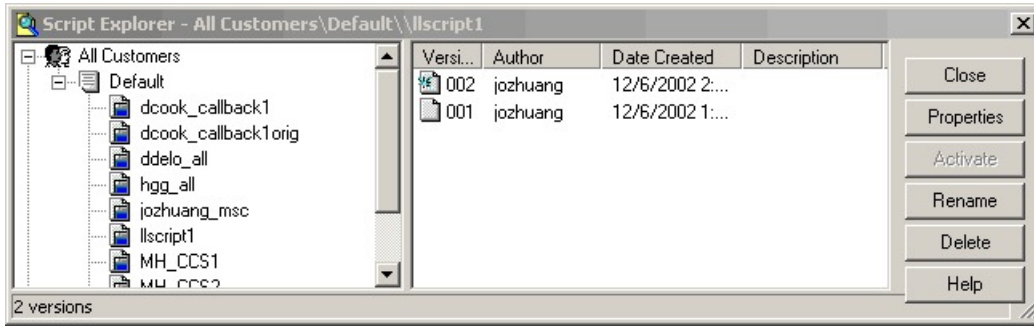 Script Explorer - All Customers\Default\\llscript1
All Customers
Default
dcook_callback1
dcook_callback1orig
ddelo_all
hgg_all
jozhuang_msc
llscript1
MH_CCS1
MH_CCS2
Versi... Author Date Created Description
002 jozhuang 12/6/2002 2:...
001 jozhuang 12/6/2002 1:...
Close
Properties
Activate
Rename
Delete
Help
2 versions